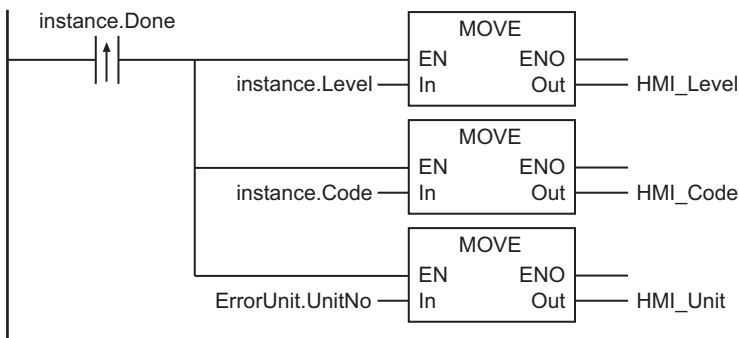 instance.Done
MOVE
EN ENO
instance.Level In Out HMI_Level
MOVE
EN ENO
instance.Code In Out HMI_Code
MOVE
EN ENO
ErrorUnit.UnitNo In Out HMI_Unit